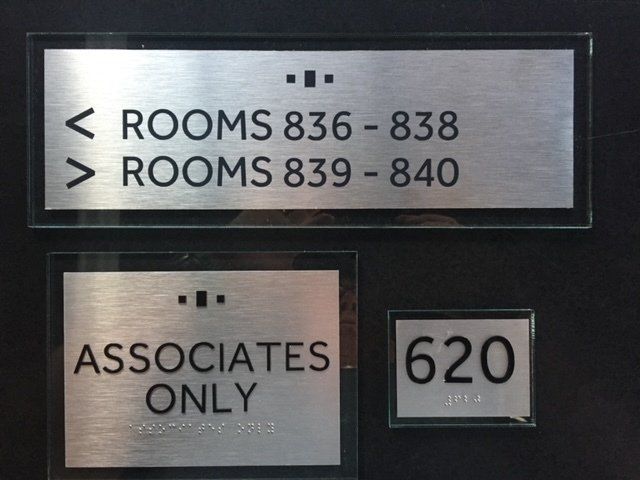 < ROOMS 836 - 838
> ROOMS 839 - 840
ASSOCIATES
ONLY
620